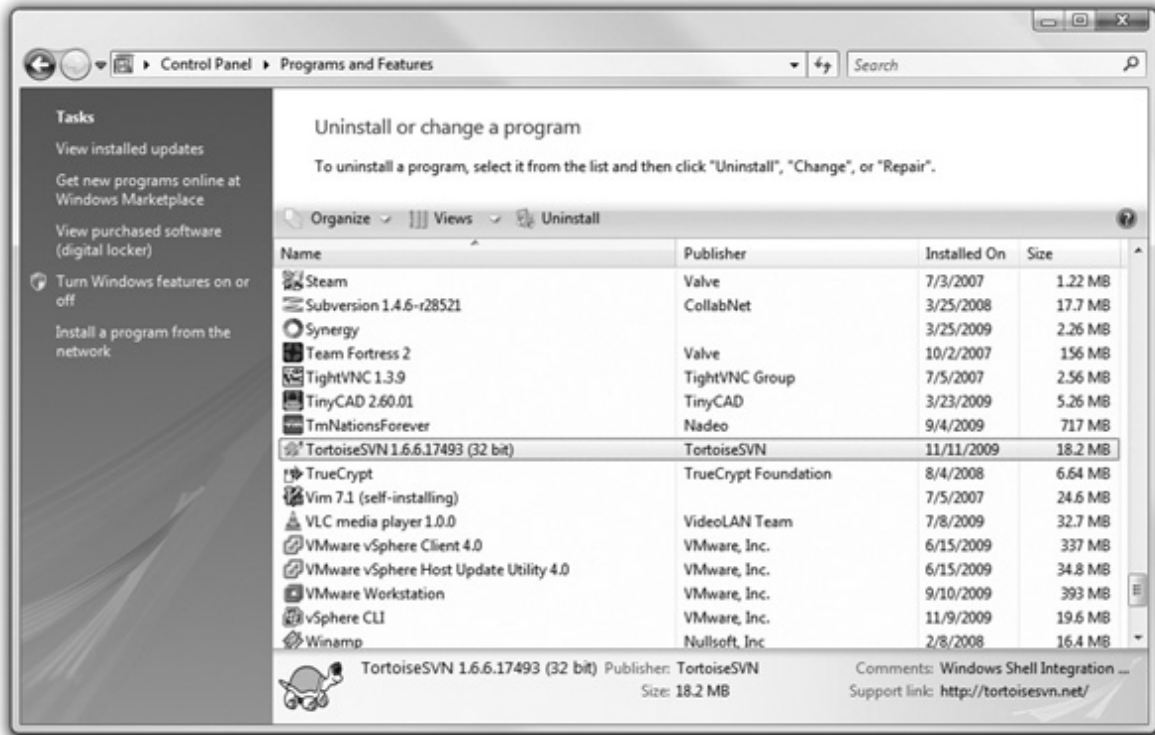 Control Panel Programs and Features
Search
Tasks
View installed updates
Get new programs online at
Windows Marketplace
View purchased software
(digital locker)
Turn Windows features on or
off
Install a program from the
network
Uninstall or change a program
To uninstall a program, select it from the list and then click "Uninstall", "Change", or "Repair".
Organize Views Uninstall
Name Publisher Installed On Size
Steam Valve 7/3/2007 1.22 MB
Subversion 1.4.6-r28521 CollabNet 3/25/2008 17.7 MB
Synergy 3/25/2009 2.26 MB
Team Fortress 2 Valve 10/2/2007 156 MB
TightVNC 1.3.9 TightVNC Group 7/5/2007 2.56 MB
TinyCAD 2.60.01 TinyCAD 3/23/2009 5.26 MB
TmNationsForever Nadeo 9/4/2009 717 MB
TortoiseSVN 1.6.6.17493 (32 bit) TortoiseSVN 11/11/2009 18.2 MB
TrueCrypt TrueCrypt Foundation 8/4/2008 6.64 MB
Vim 7.1 (self-installing) 7/5/2007 24.6 MB
VLC media player 1.0.0 VideoLAN Team 7/8/2009 32.7 MB
VMware vSphere Client 4.0 VMware, Inc. 6/15/2009 337 MB
VMware vSphere Host Update Utility 4.0 VMware, Inc. 6/15/2009 34.8 MB
VMware Workstation VMware, Inc. 9/10/2009 393 MB
vSphere CLI VMware, Inc. 11/9/2009 19.6 MB
Winamp Nullsoft, Inc 2/8/2008 16.4 MB
TortoiseSVN 1.6.6.17493 (32 bit) Publisher: TortoiseSVN Comments: Windows Shell Integration ...
Size: 18.2 MB Support link: http://tortoisesvn.net/